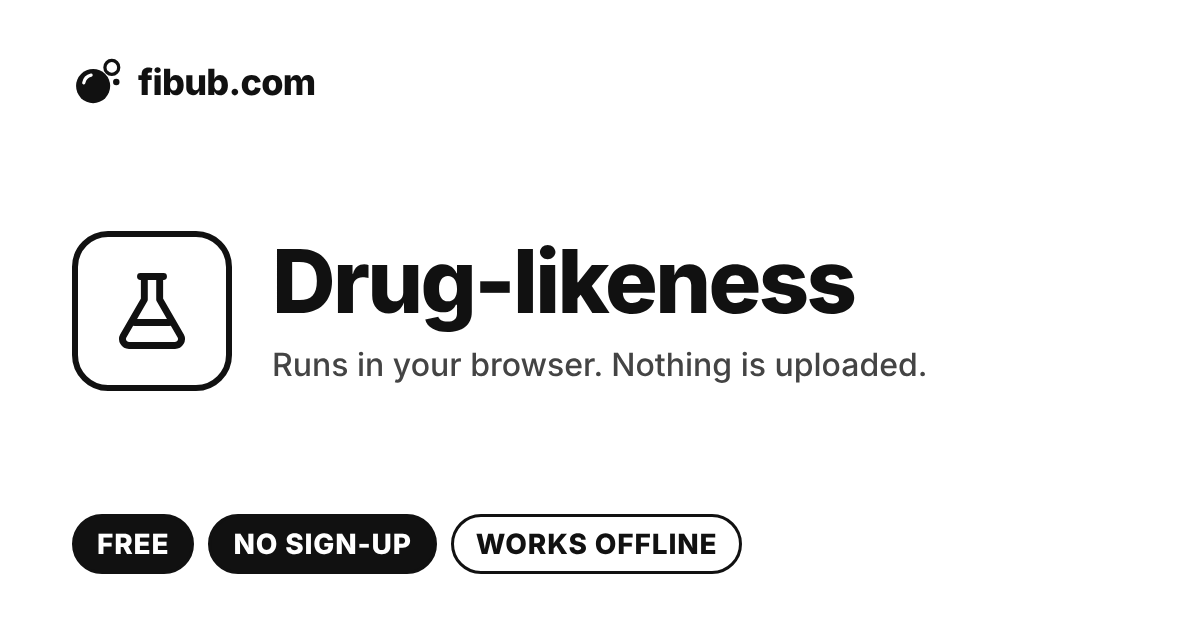 fibub.com
Drug-likeness
Runs in your browser. Nothing is uploaded.
FREE
NO SIGN-UP
WORKS OFFLINE